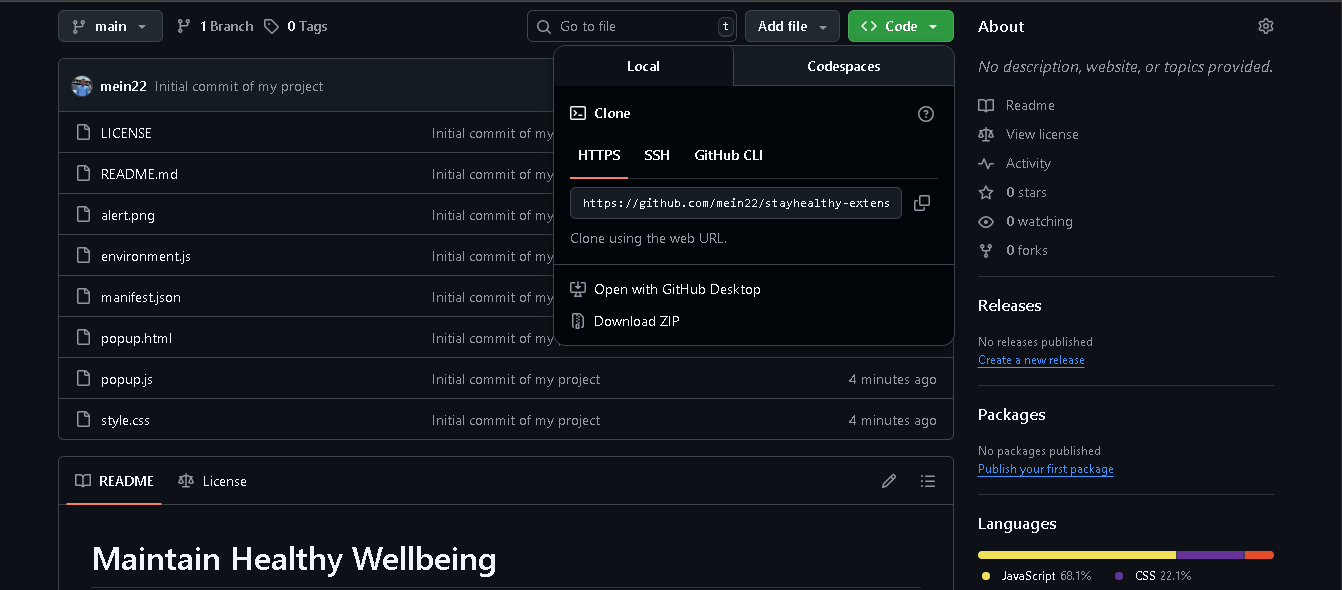 main
1 Branch
0 Tags
Go to file
t
Add file
Code
Local
Codespaces
Clone
HTTPS
SSH
GitHub CLI
https://github.com/mein22/stayhealthy-extens
Clone using the web URL.
Open with GitHub Desktop
Download ZIP
mein22 Initial commit of my project
LICENSE Initial commit of my
README.md Initial commit of my
alert.png Initial commit of my
environment.js Initial commit of my
manifest.json Initial commit of my
popup.html Initial commit of my
popup.js Initial commit of my project 4 minutes ago
style.css Initial commit of my project 4 minutes ago
README
License
Maintain Healthy Wellbeing
About
No description, website, or topics provided.
Readme
View license
Activity
0 stars
0 watching
0 forks
Releases
No releases published
Create a new release
Packages
No packages published
Publish your first package
Languages
JavaScript 68.1% CSS 22.1%